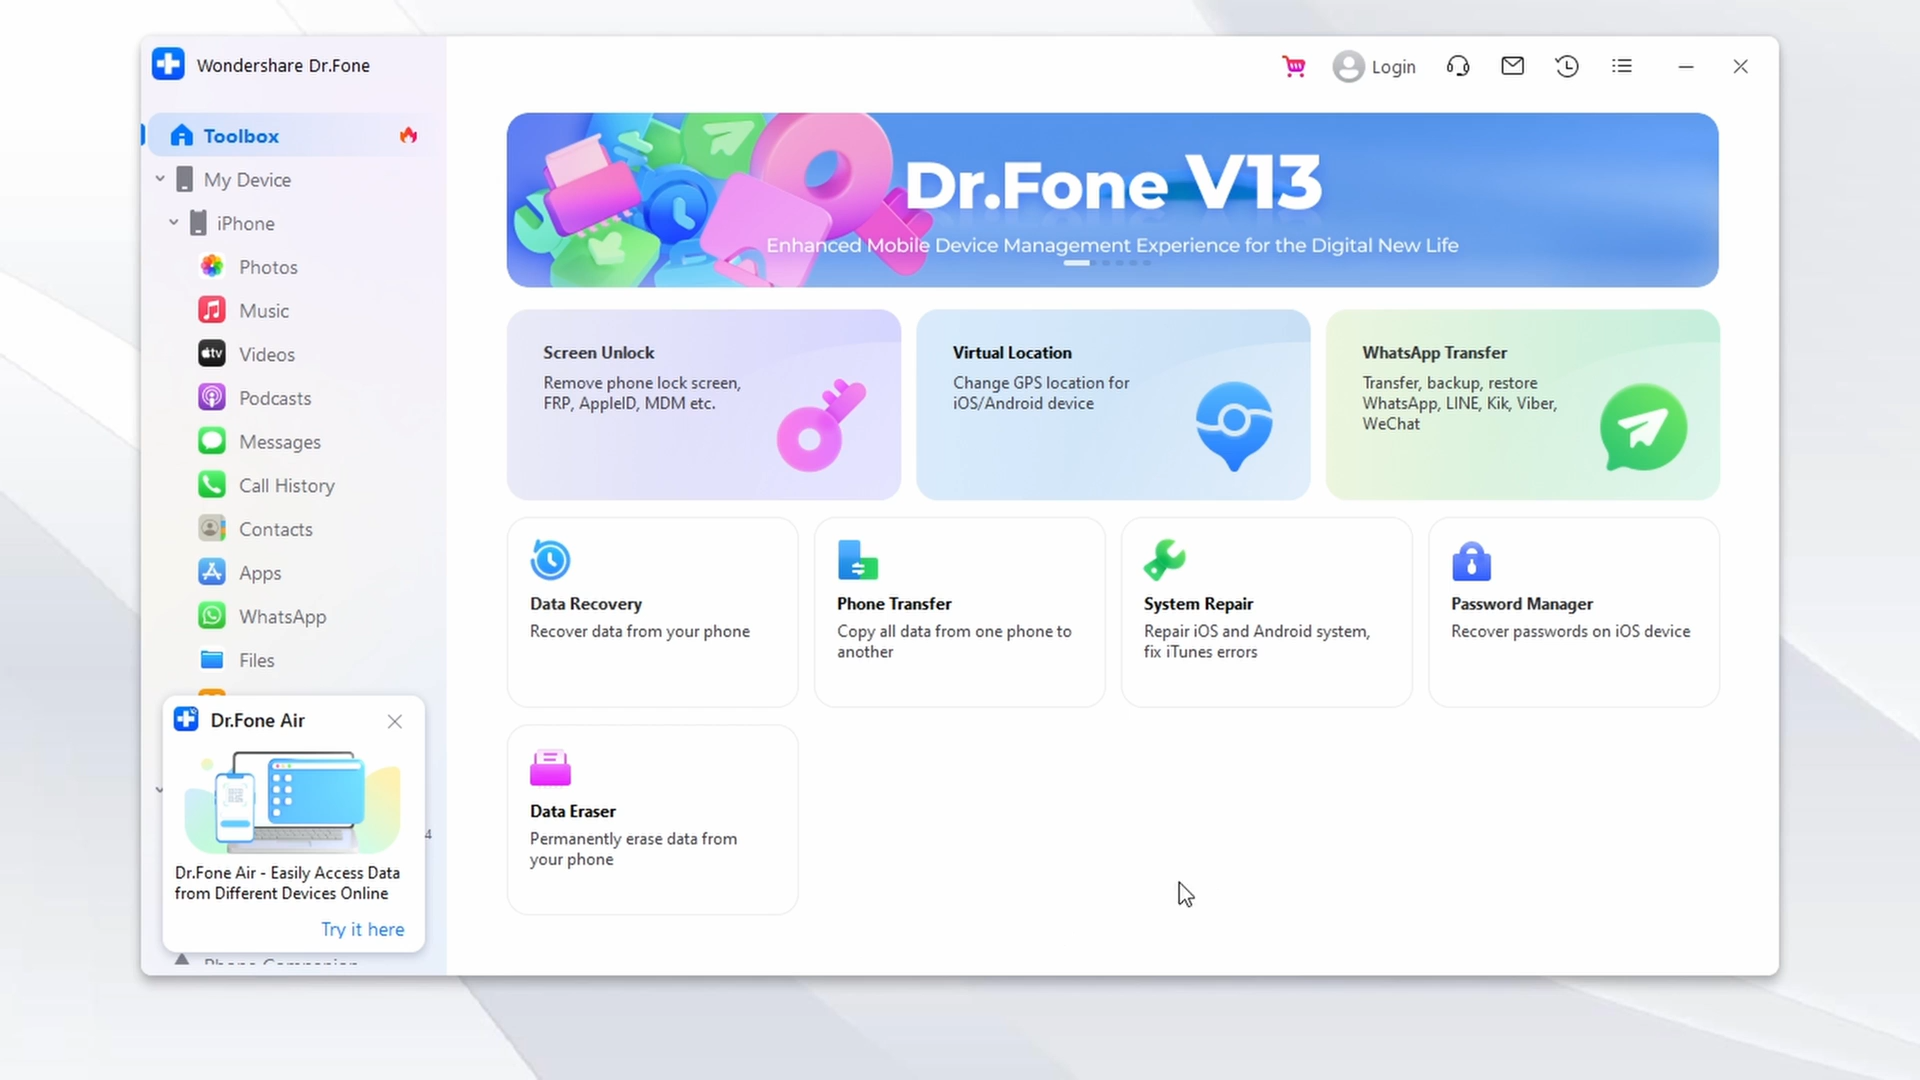 Wondershare Dr.Fone
Login
Toolbox
My Device
iPhone
Photos
Music
Videos
Podcasts
Messages
Call History
Contacts
Apps
WhatsApp
Files
Dr.Fone Air
4
Dr.Fone Air - Easily Access Data
from Different Devices Online
Try it here
Phone Companion
Dr.Fone V13
Enhanced Mobile Device Management Experience for the Digital New Life
Screen Unlock
Remove phone lock screen,
FRP, AppleID, MDM etc.
Virtual Location
Change GPS location for
iOS/Android device
WhatsApp Transfer
Transfer, backup, restore
WhatsApp, LINE, Kik, Viber,
WeChat
Data Recovery
Recover data from your phone
Phone Transfer
Copy all data from one phone to
another
System Repair
Repair iOS and Android system,
fix iTunes errors
Password Manager
Recover passwords on iOS device
Data Eraser
Permanently erase data from
your phone